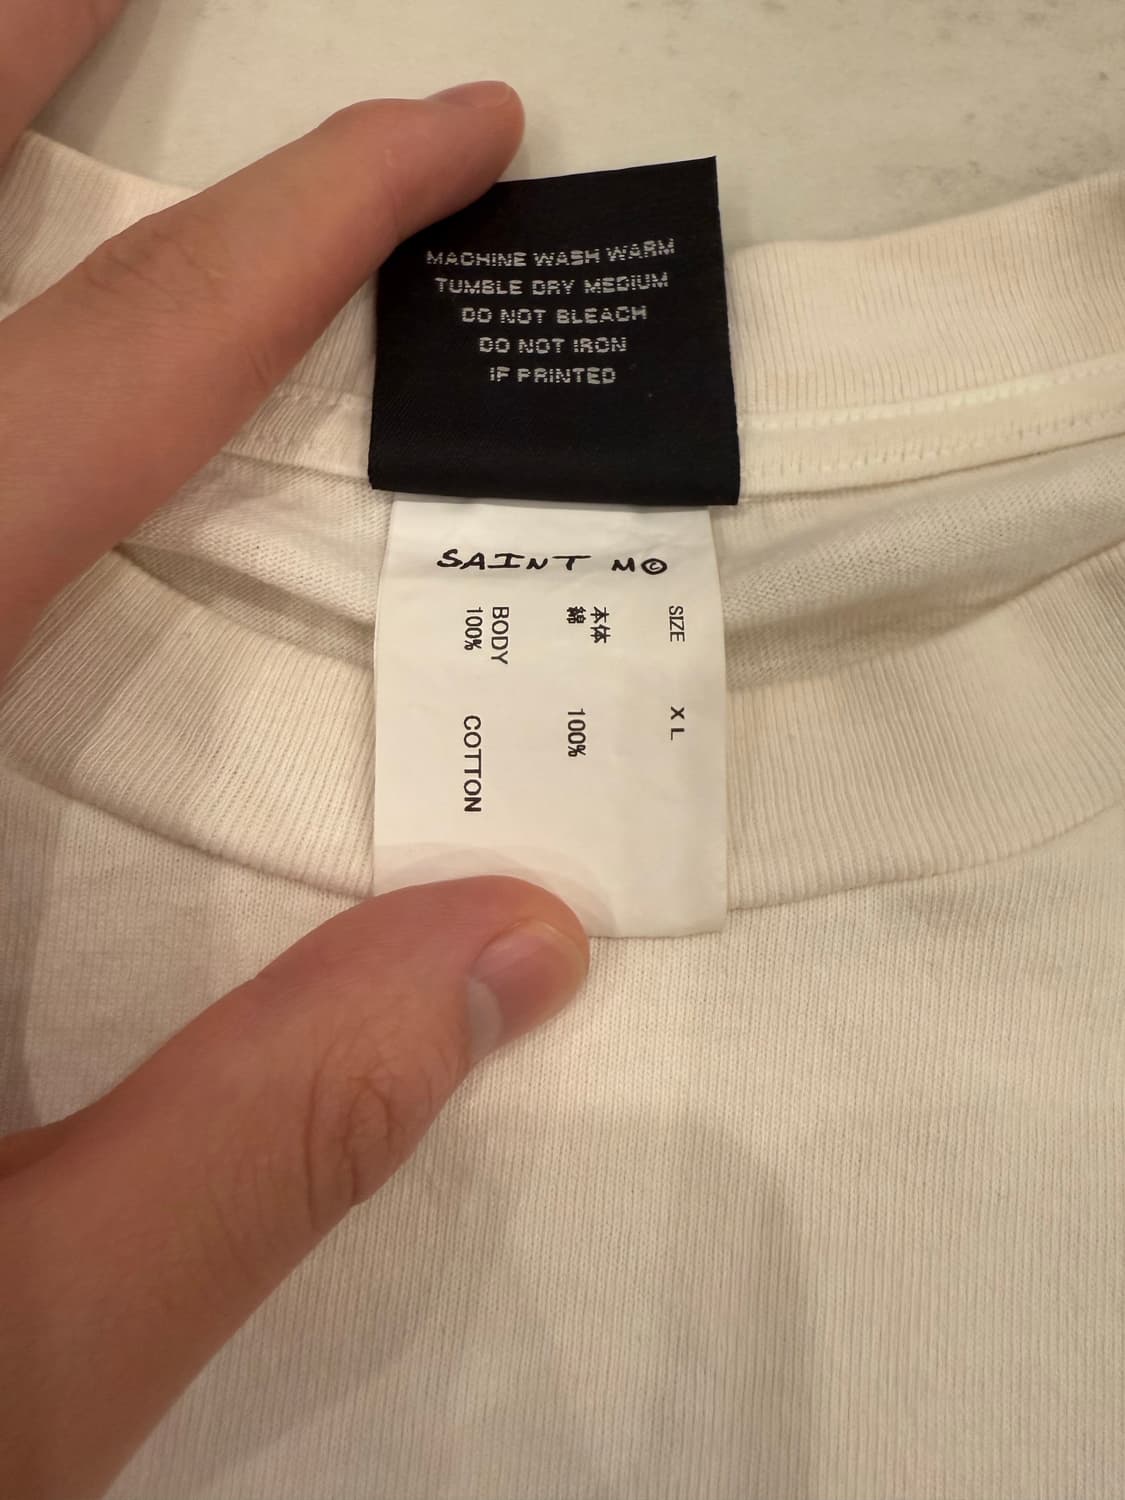 MACHINE WASH WARM
TUMBLE DRY MEDIUM
DO NOT BLEACH
DO NOT IRON
IF PRINTED
SAINT M©
SIZE XL
本体
綿 100%
BODY
100% COTTON